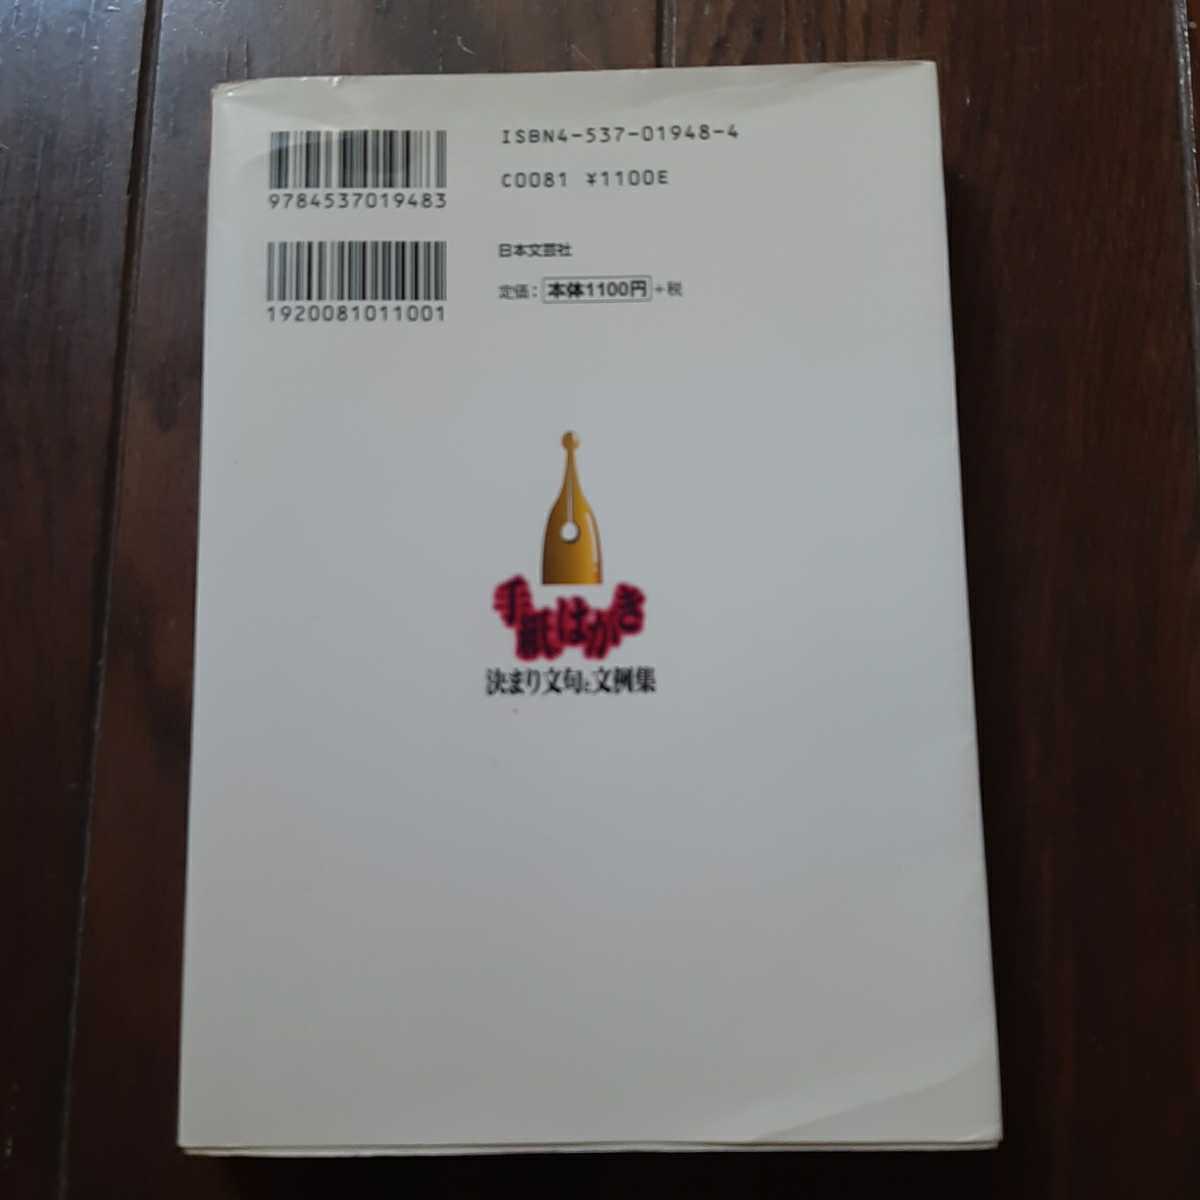 ISBN4-537-01948-4
C0081 ¥1100E
9784537019483
1920081011001
日本文芸社
定価：本体1100円＋税
手紙はがき
決まり文句と文例集